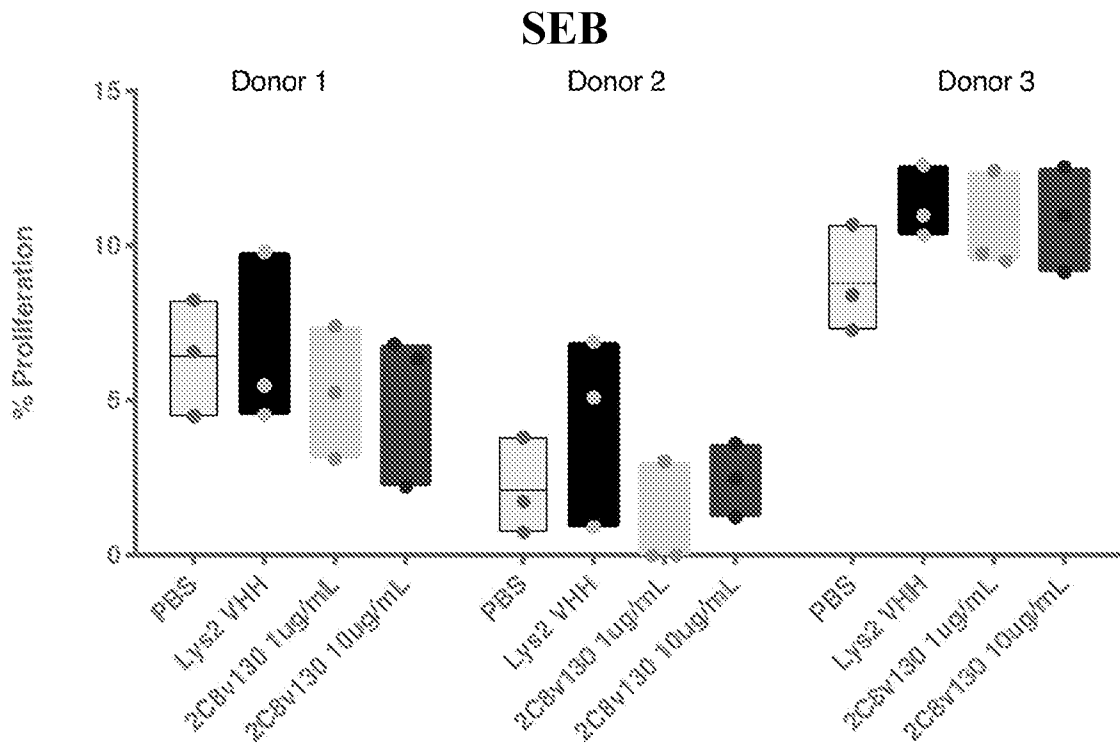 SEB
Donor 1
Donor 2
Donor 3
% Proliferation
15
10
5
0
PBS
Lys2 VHH
2C8v130 1ug/mL
2C8v130 10ug/mL
PBS
Lys2 VHH
2C8v130 1ug/mL
2C8v130 10ug/mL
PBS
Lys2 VHH
2C8v130 1ug/mL
2C8v130 10ug/mL